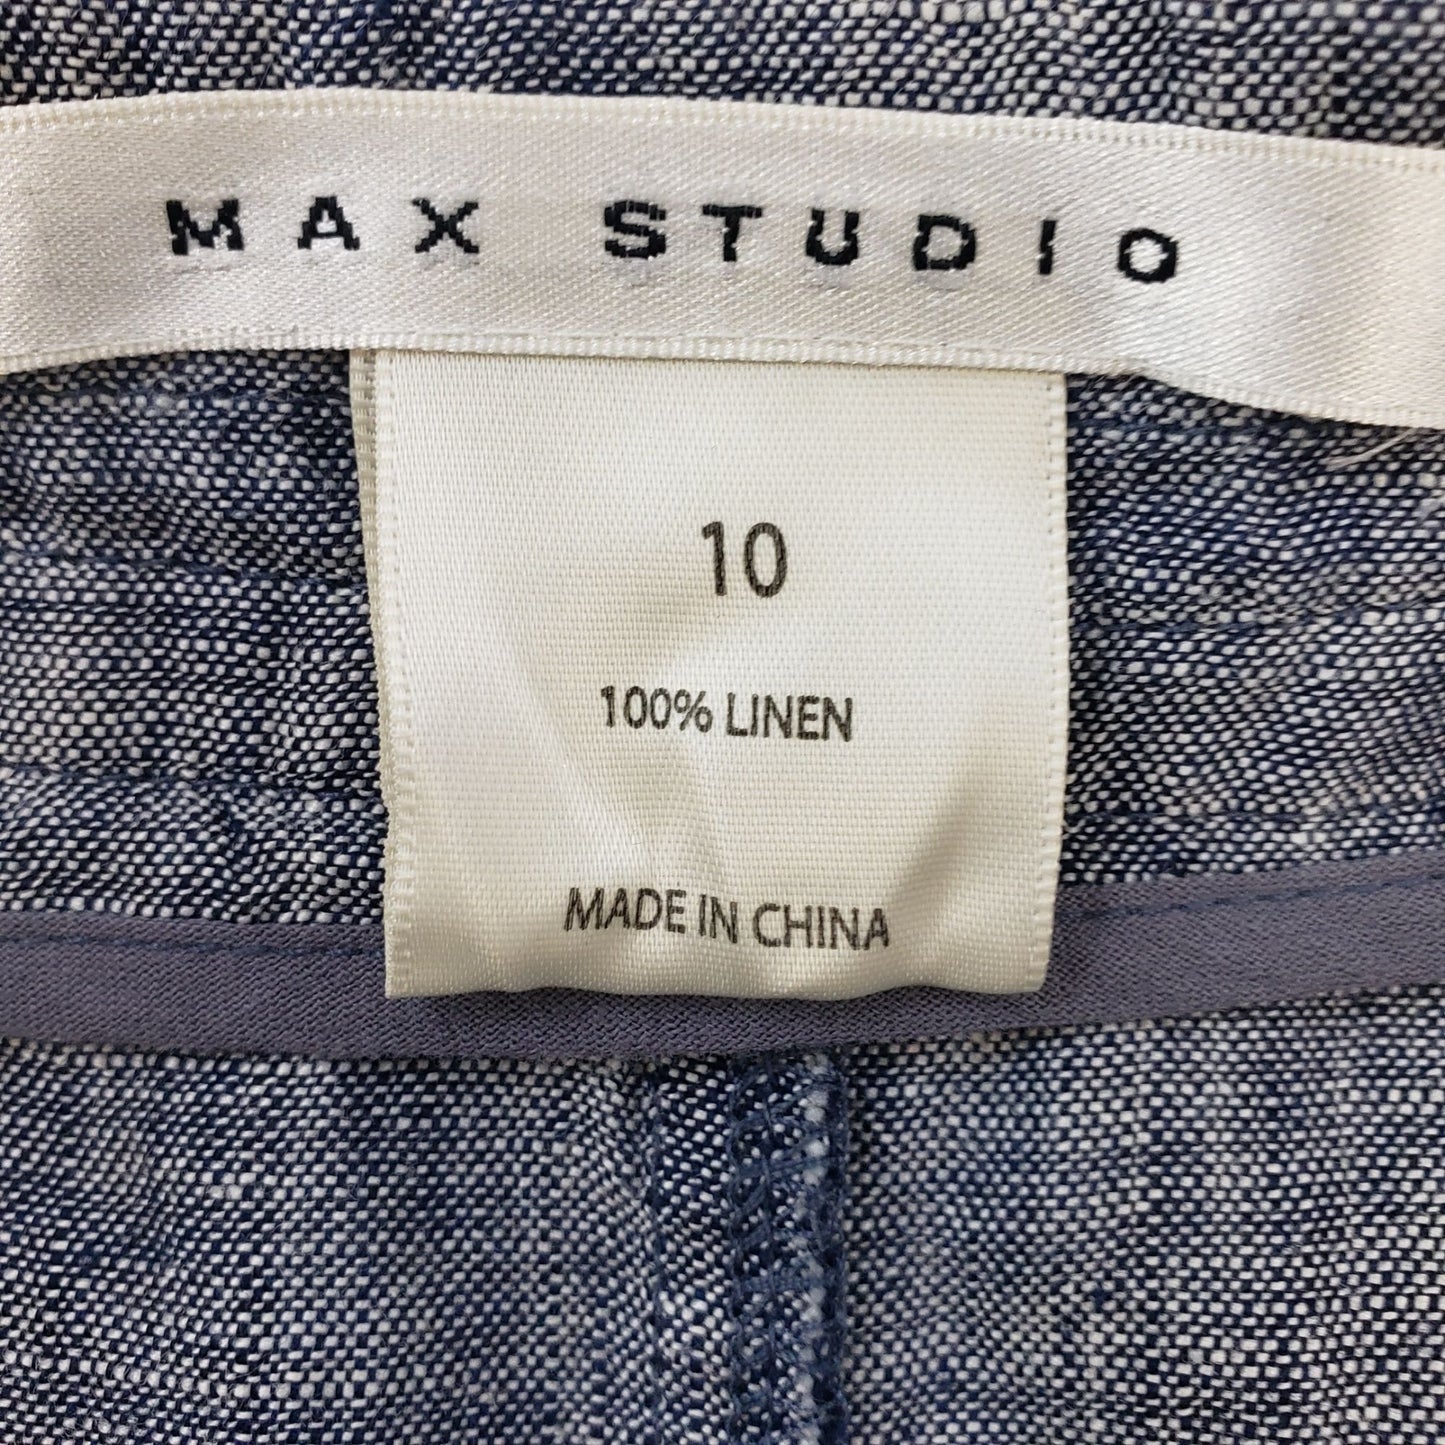 MAX STUDIO
10
100% LINEN
MADE IN CHINA